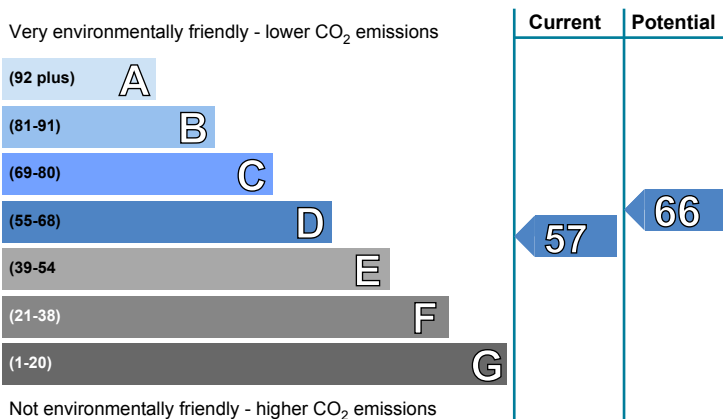 Current Potential
Very environmentally friendly - lower CO2 emissions
(92 plus) A
(81-91) B
(69-80) C
(55-68) D
(39-54 E
(21-38) F
(1-20) G
57
66
Not environmentally friendly - higher CO2 emissions